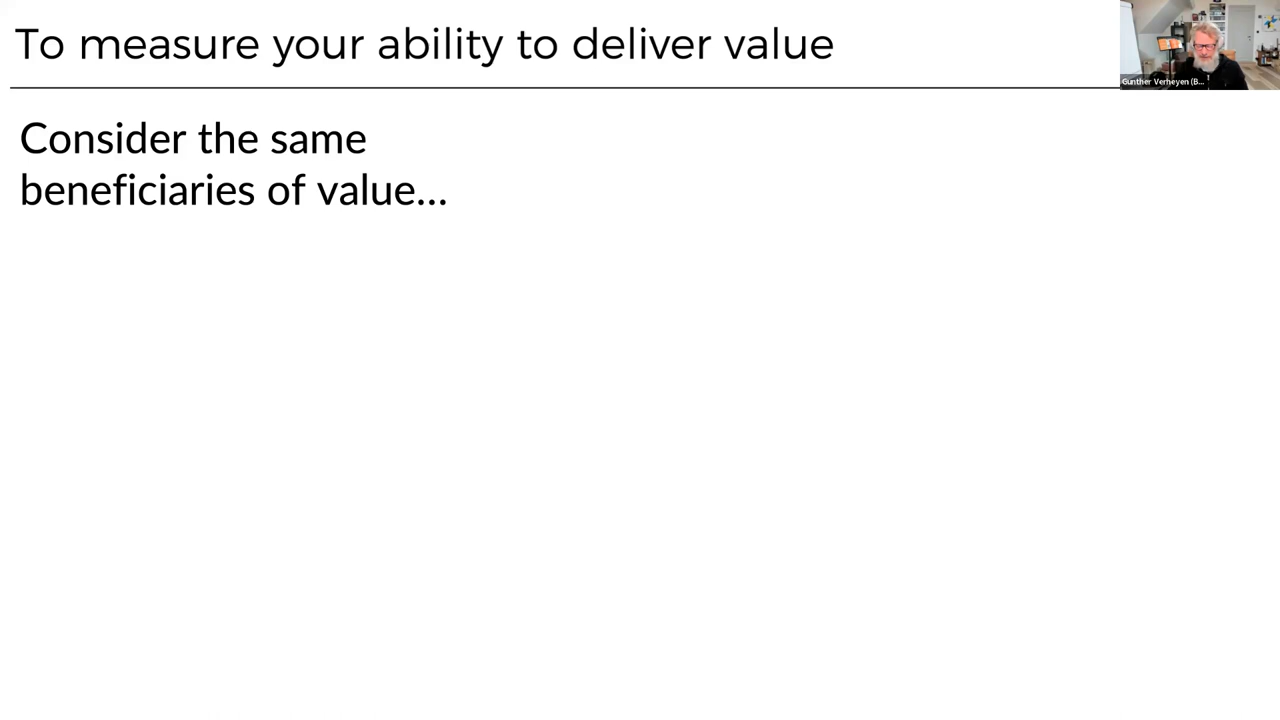 To measure your ability to deliver value
Gunther Verheyen (B...
Consider the same
beneficiaries of value...